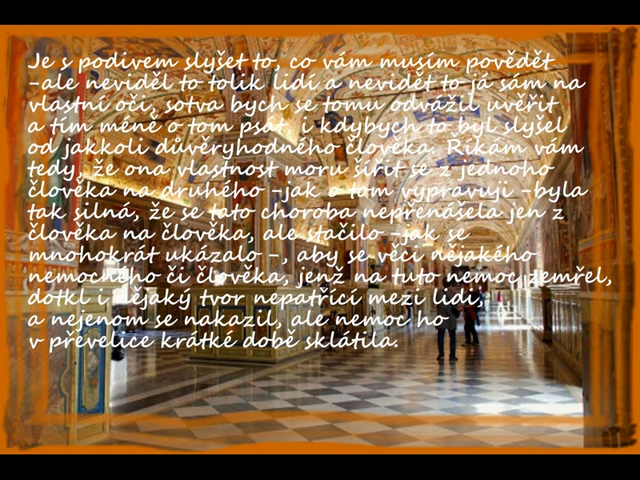 Je s podivem slyšet to, co vám musím povědět
-ale neviděl to tolik lidí a nevidět to já sám na
vlastní oči, sotva bych se tomu odvážil uvěřit
a tím méně o tom psát, i kdybych to byl slyšel
od jakkoli důvěryhodného člověka. Říkám vám
tedy, že ona vlastnost moru šířit se z jednoho
člověka na druhého -jak o tom vypravuji -byla
tak silná, že se tato choroba nepřenášela jen z
člověka na člověka, ale stačilo -jak se
mnohokrát ukázalo -, aby se věci nějakého
nemocného či člověka, jenž na tuto nemoc zemřel,
dotkl i nějaký tvor nepatřící mezi lidi,
a nejenom se nakazil, ale nemoc ho
v převelice krátké době sklátila.